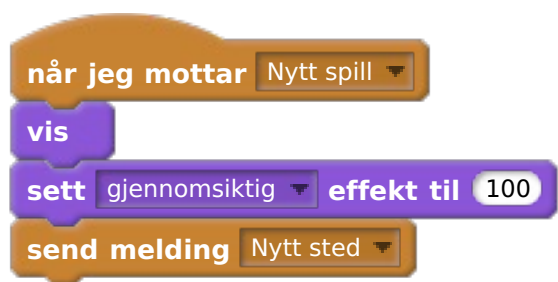 når jeg mottar Nytt spill
vis
sett gjennomsiktig effekt til 100
send melding Nytt sted